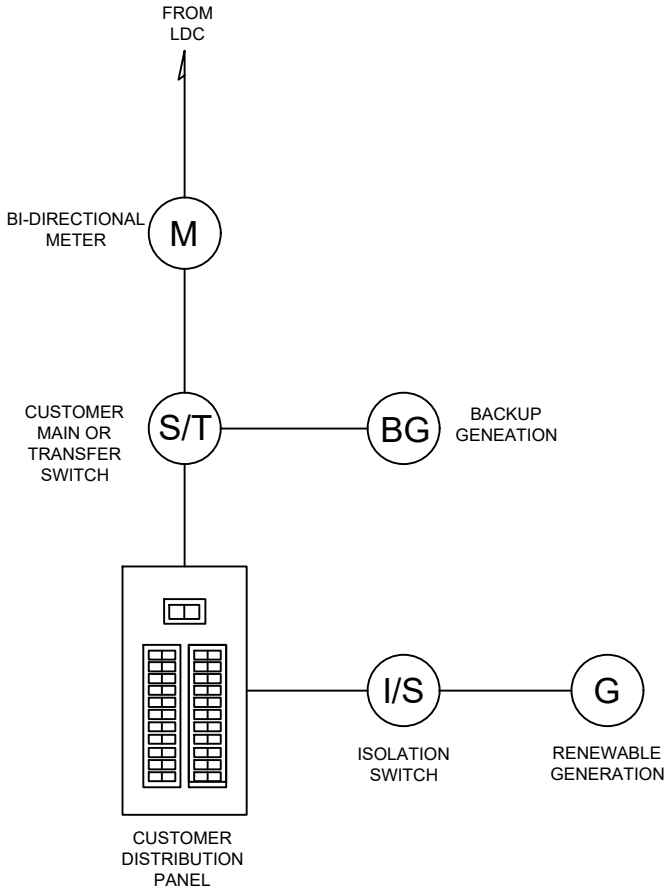 FROM
LDC
BI-DIRECTIONAL
METER
M
CUSTOMER
MAIN OR
TRANSFER
SWITCH
S/T
BG
BACKUP
GENEATION
I/S
G
ISOLATION
SWITCH
RENEWABLE
GENERATION
CUSTOMER
DISTRIBUTION
PANEL